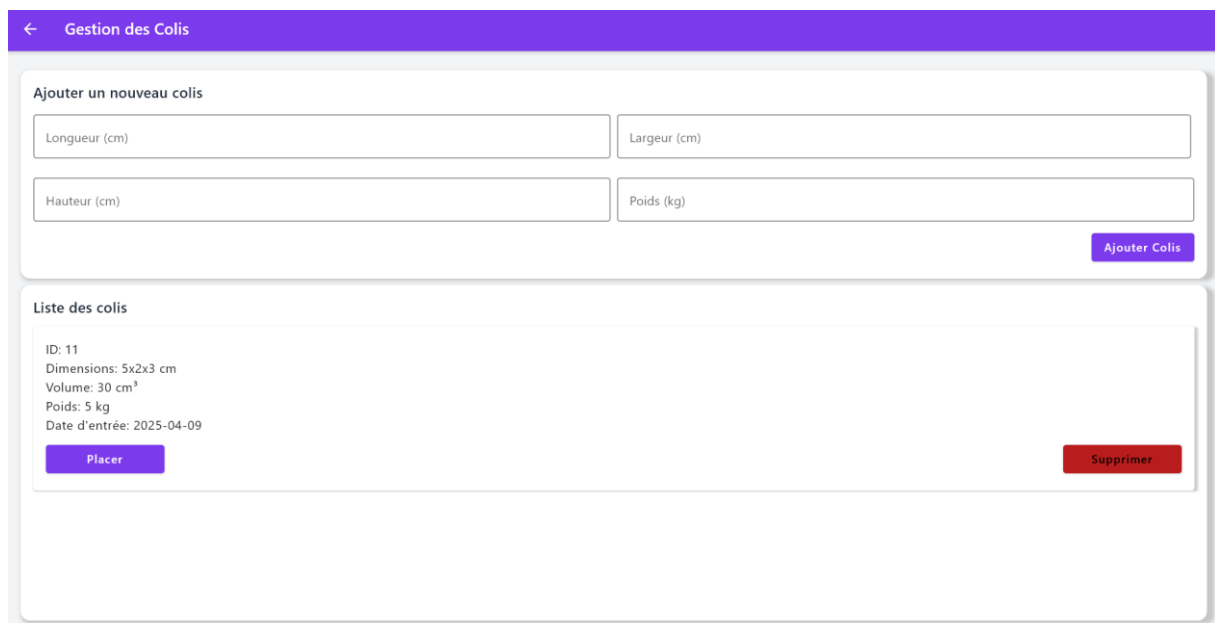 Gestion des Colis
Ajouter un nouveau colis
Longueur (cm)
Largeur (cm)
Hauteur (cm)
Poids (kg)
Ajouter Colis
Liste des colis
ID: 11
Dimensions: 5x2x3 cm
Volume: 30 cm³
Poids: 5 kg
Date d'entrée: 2025-04-09
Placer
Supprimer